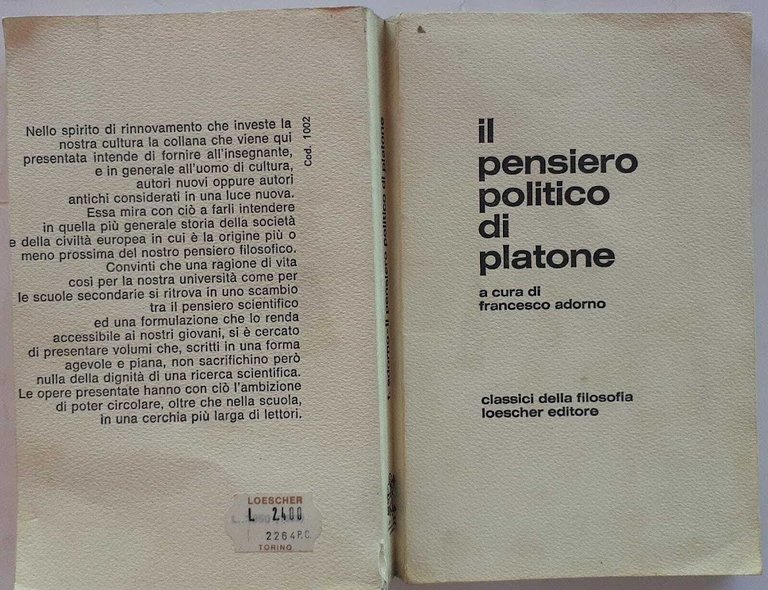 Nello spirito di rinnovamento che investe la
nostra cultura la collana che viene qui
presentata intende di fornire all'insegnante,
e in generale all'uomo di cultura,
autori nuovi oppure autori
antichi considerati in una luce nuova.
Essa mira con ciò a farli intendere
in quella più generale storia della società
e della civiltà europea in cui è la origine più o
meno prossima del nostro pensiero filosofico.
Convinti che una ragione di vita
così per la nostra università come per
le scuole secondarie si ritrova in uno scambio
tra il pensiero scientifico
ed una formulazione che lo renda
accessibile ai nostri giovani, si è cercato
di presentare volumi che, scritti in una forma
agevole e piana, non sacrifichino però
nulla della dignità di una ricerca scientifica.
Le opere presentate hanno con ciò l'ambizione
di poter circolare, oltre che nella scuola,
in una cerchia più larga di lettori.
Cod. 1002
LOESCHER
L. 2400
2264 P.C.
TORINO
il pensiero politico di platone
il
pensiero
politico
di
platone
a cura di
francesco adorno
classici della filosofia
loescher editore